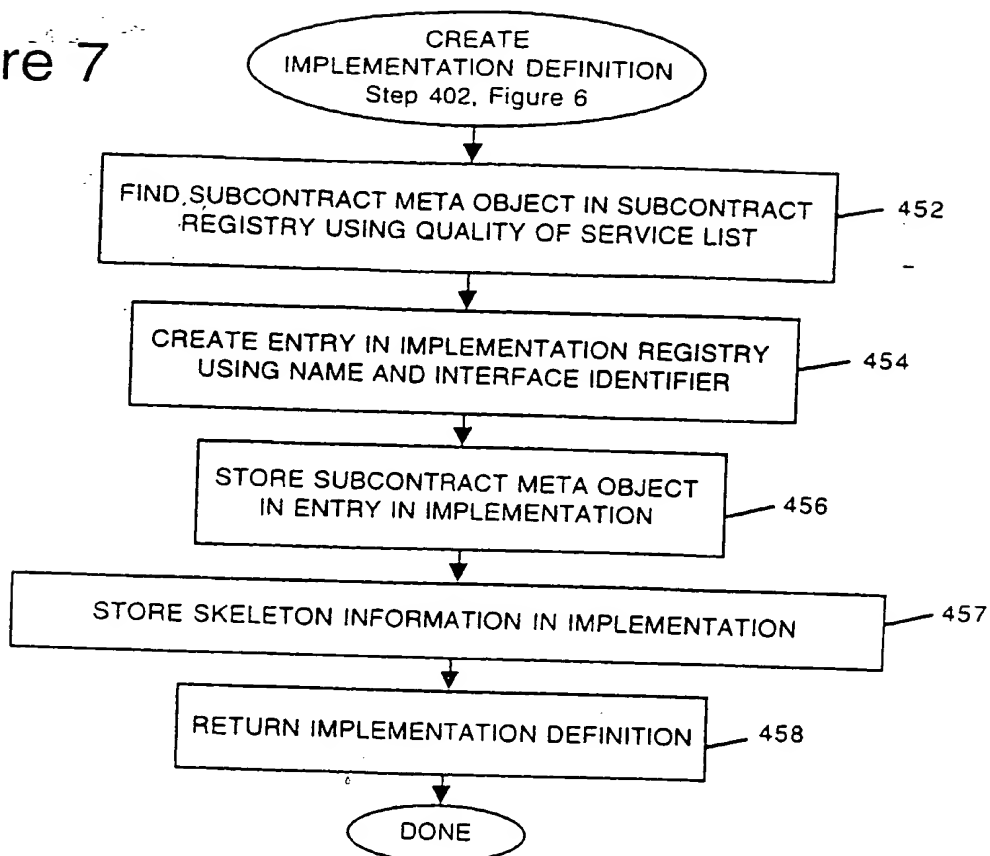 re 7
CREATE
IMPLEMENTATION DEFINITION
Step 402, Figure 6
FIND SUBCONTRACT META OBJECT IN SUBCONTRACT
REGISTRY USING QUALITY OF SERVICE LIST
452
CREATE ENTRY IN IMPLEMENTATION REGISTRY
USING NAME AND INTERFACE IDENTIFIER
454
STORE SUBCONTRACT META OBJECT
IN ENTRY IN IMPLEMENTATION
456
STORE SKELETON INFORMATION IN IMPLEMENTATION
457
RETURN IMPLEMENTATION DEFINITION
458
DONE